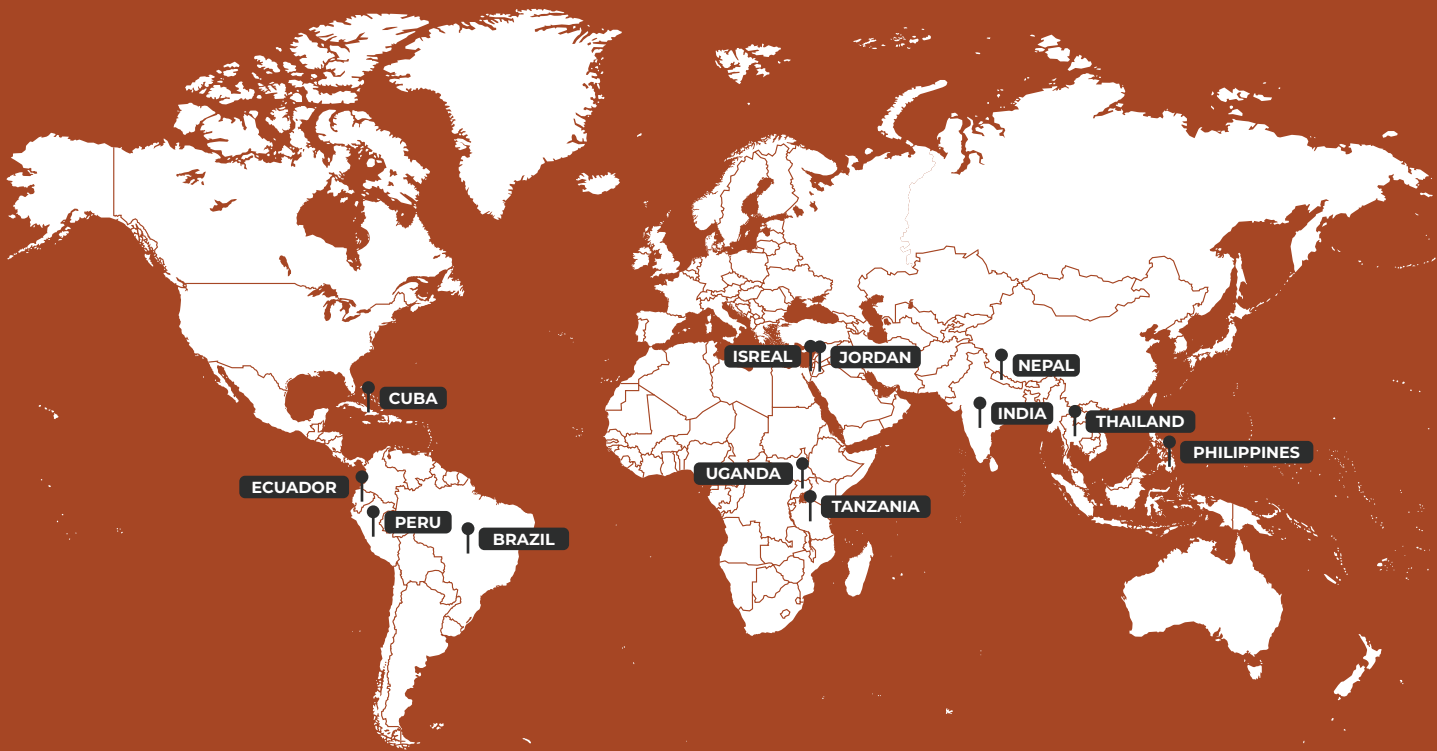 ISREAL
JORDAN
NEPAL
CUBA
INDIA
THAILAND
PHILIPPINES
UGANDA
ECUADOR
TANZANIA
PERU
BRAZIL